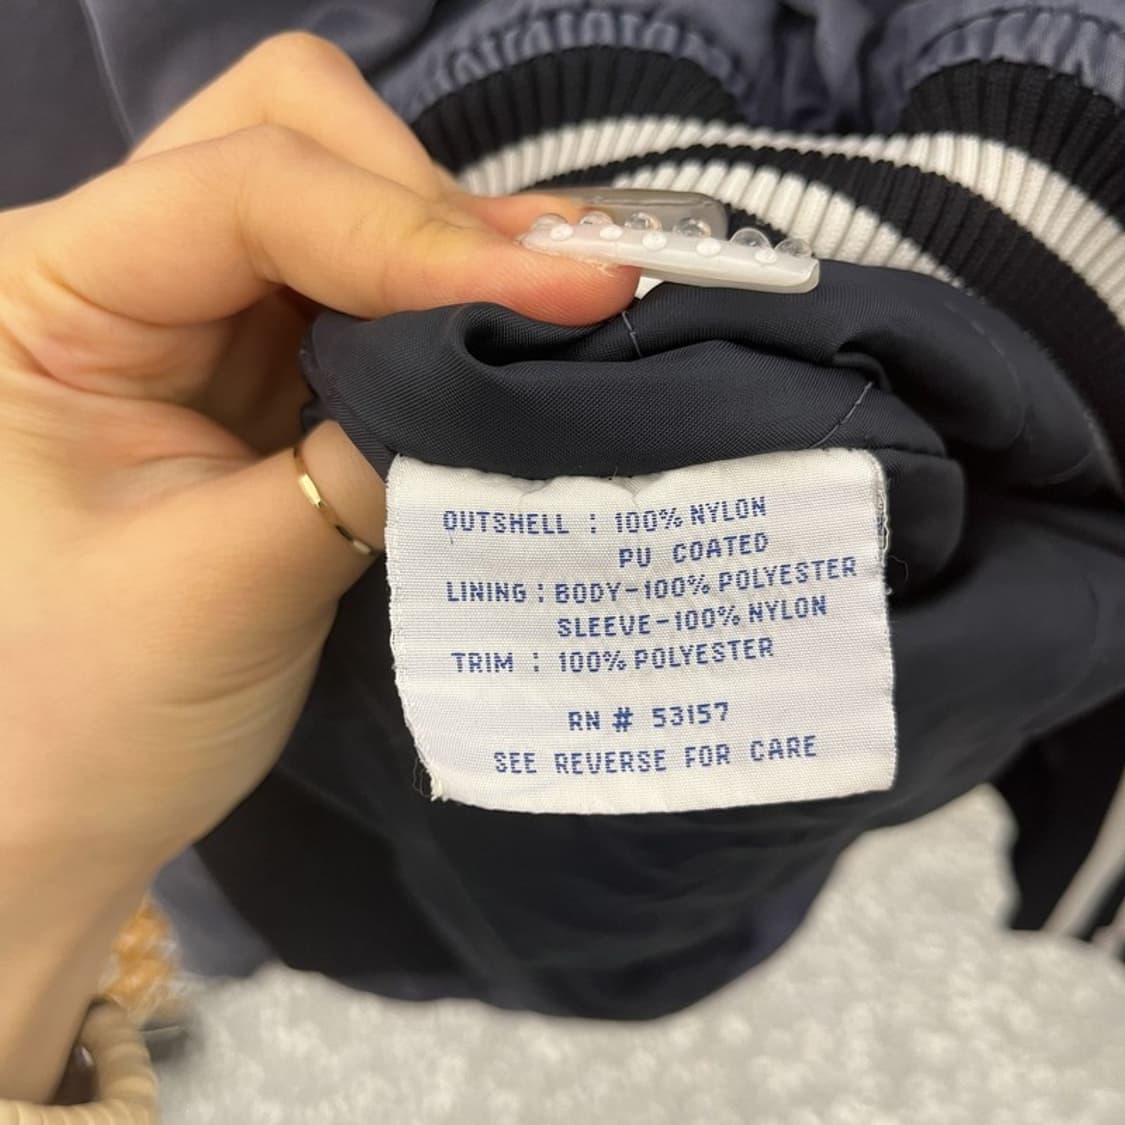 OUTSHELL : 100% NYLON
PU COATED
LINING : BODY-100% POLYESTER
SLEEVE-100% NYLON
TRIM : 100% POLYESTER
RN # 53157
SEE REVERSE FOR CARE